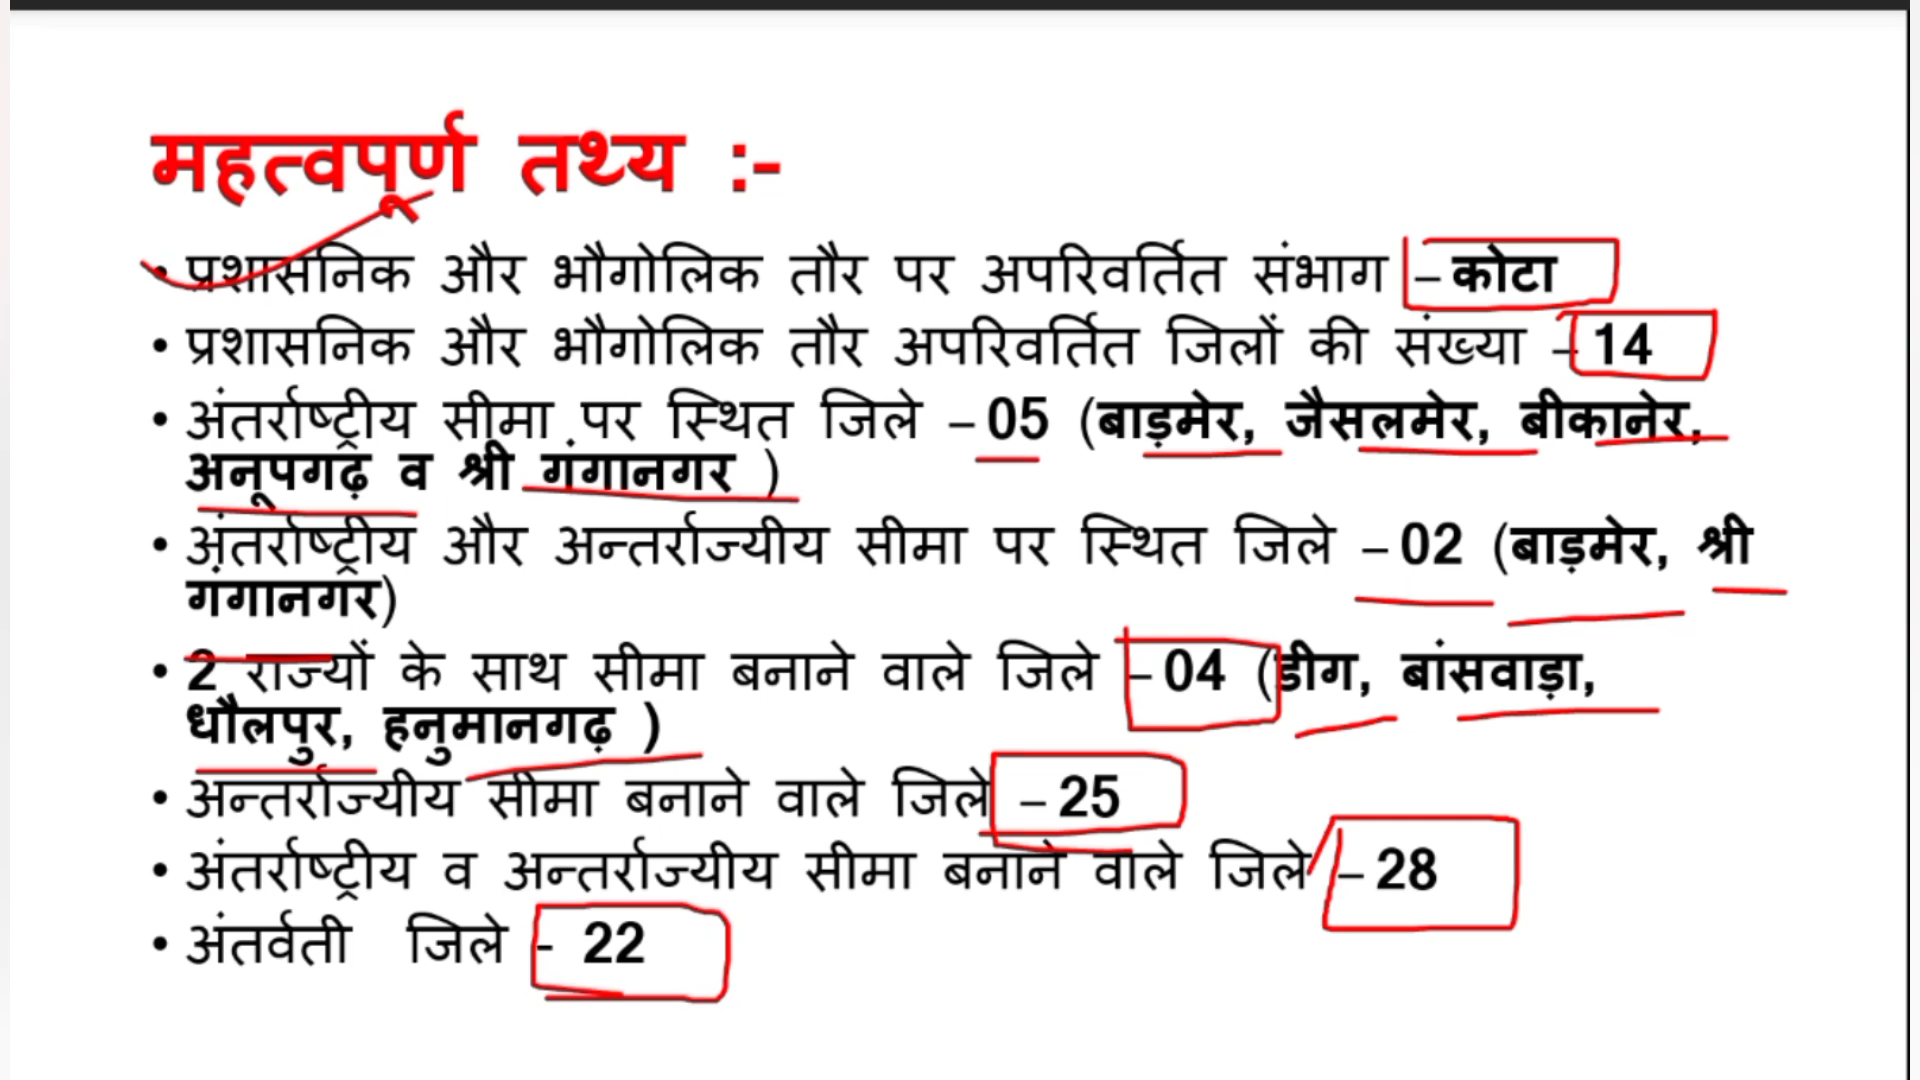 महत्वपूर्ण तथ्य :-
• प्रशासनिक और भौगोलिक तौर पर अपरिवर्तित संभाग – कोटा
• प्रशासनिक और भौगोलिक तौर अपरिवर्तित जिलों की संख्या – 14
• अंतर्राष्ट्रीय सीमा पर स्थित जिले – 05 (बाड़मेर, जैसलमेर, बीकानेर,
अनूपगढ़ व श्री गंगानगर )
• अंतर्राष्ट्रीय और अन्तर्राज्यीय सीमा पर स्थित जिले – 02 (बाड़मेर, श्री
गंगानगर)
• 2 राज्यों के साथ सीमा बनाने वाले जिले – 04 (डीग, बांसवाड़ा,
धौलपुर, हनुमानगढ़ )
• अन्तर्राज्यीय सीमा बनाने वाले जिले – 25
• अंतर्राष्ट्रीय व अन्तर्राज्यीय सीमा बनाने वाले जिले – 28
• अंतर्वती जिले - 22